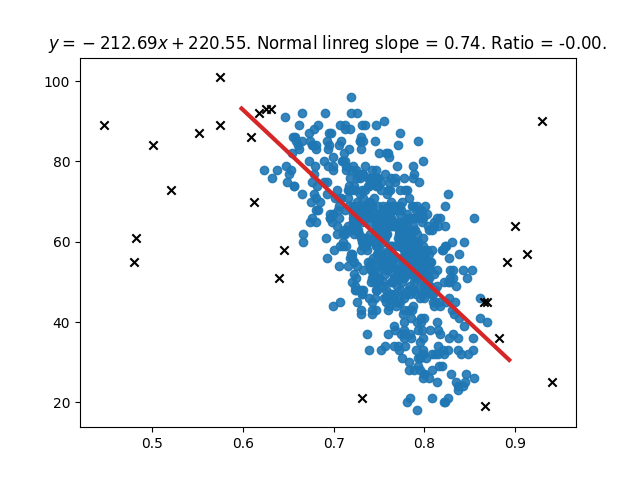 y = − 212.69x + 220.55. Normal linreg slope = 0.74. Ratio = -0.00.
100
80
60
40
20
0.5 0.6 0.7 0.8 0.9